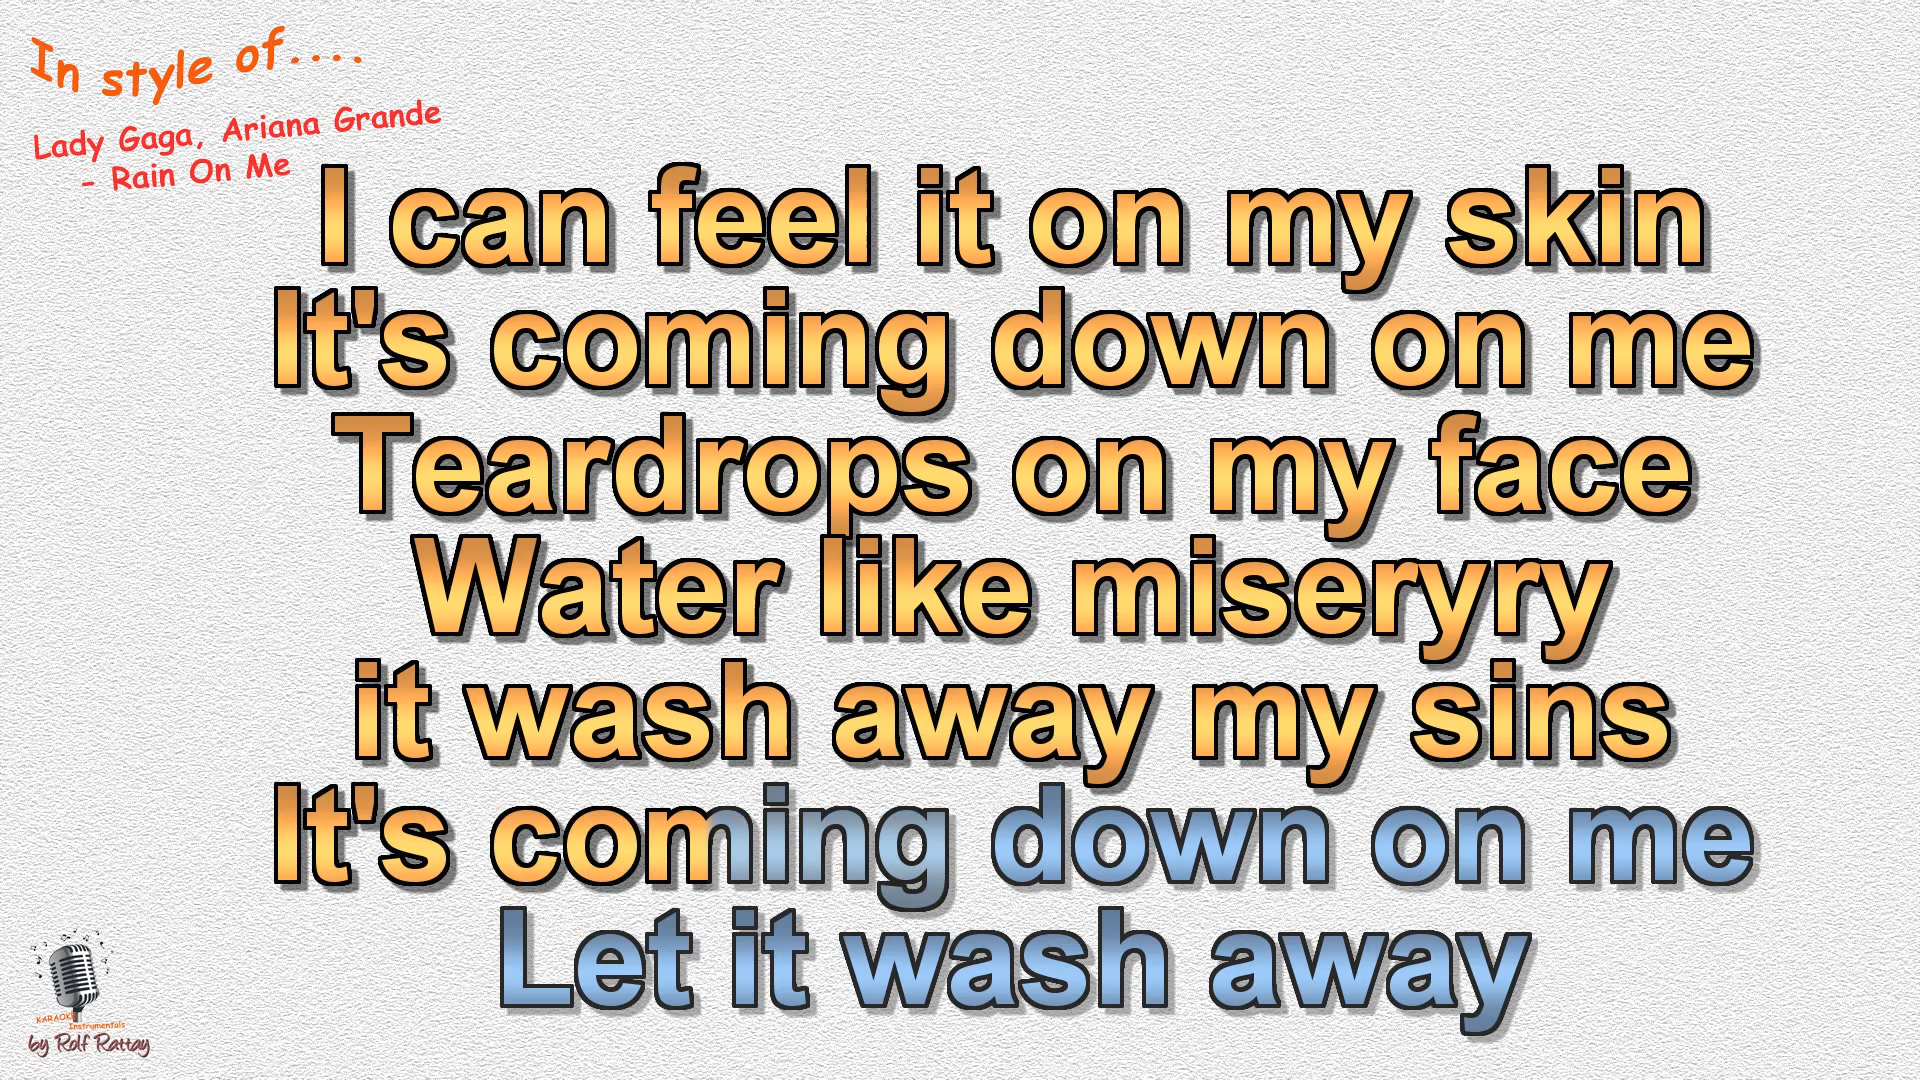 In style of....
Lady Gaga, Ariana Grande
- Rain On Me
I can feel it on my skin
It's coming down on me
Teardrops on my face
Water like miseryry
it wash away my sins
It's coming down on me
Let it wash away
KARAOKE
Instrumentals
by Rolf Rattay